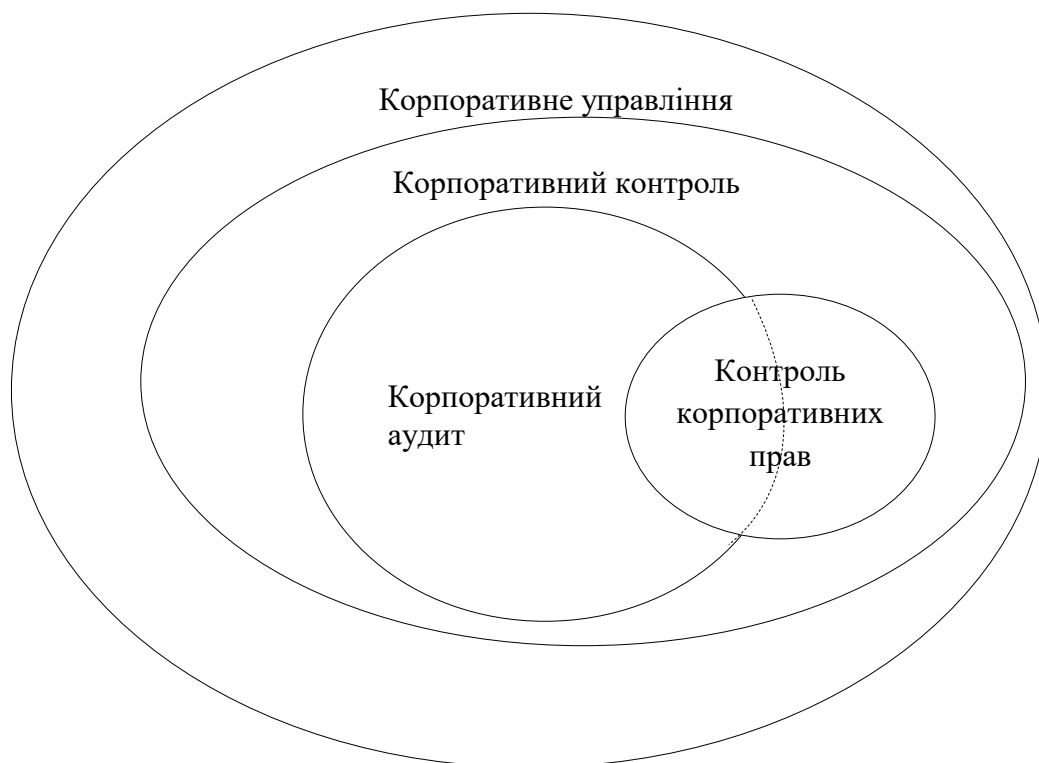 Корпоративне управління
Корпоративний контроль
Корпоративний
аудит
Контроль
корпоративних
прав